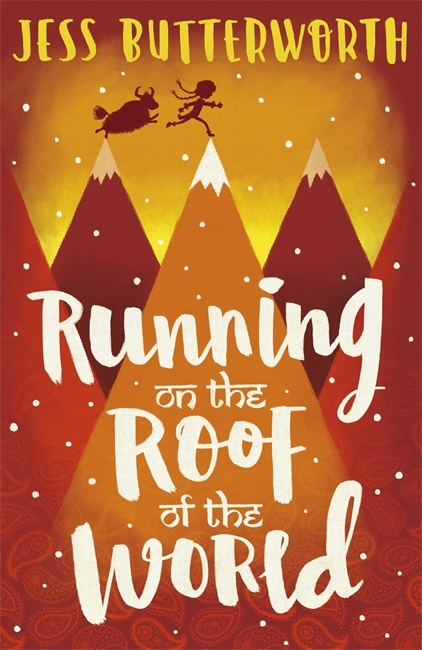 JESS BUTTERWORTH
Running
on the
ROOF
of the
WORLD